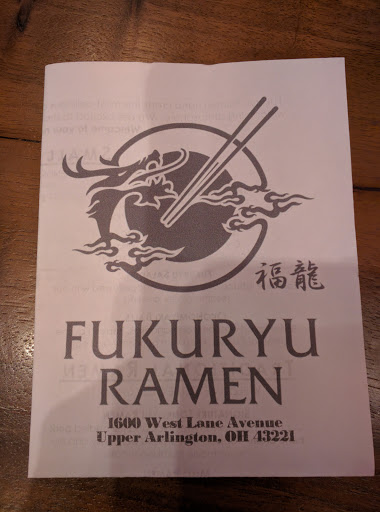 福龍
FUKURYU
RAMEN
1600 West Lane Avenue
Upper Arlington, OH 43221